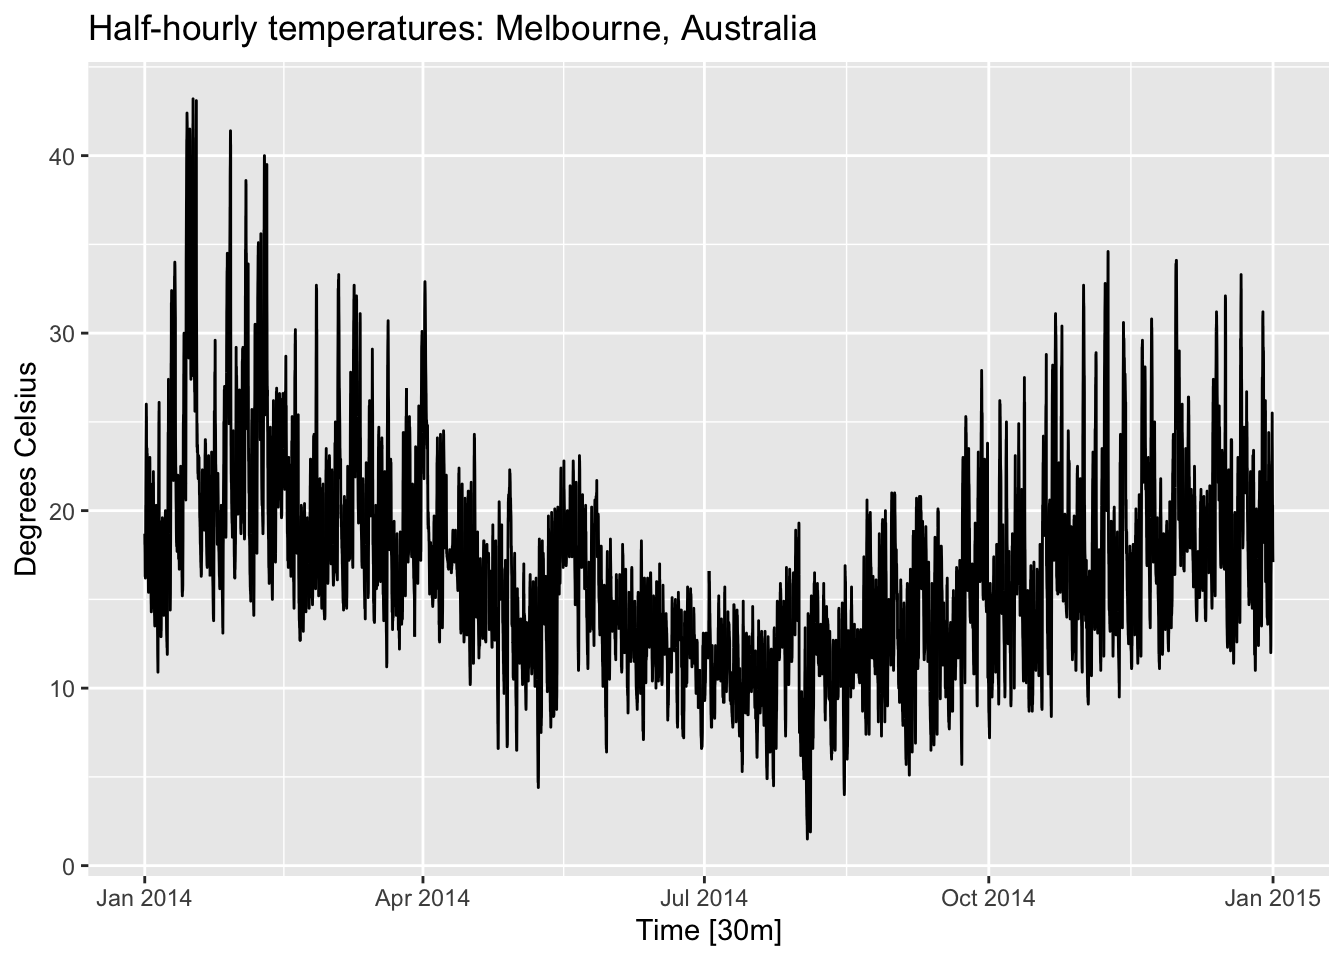 Half-hourly temperatures: Melbourne, Australia
Degrees Celsius
40
30
20
10
0
Jan 2014 Apr 2014 Jul 2014 Oct 2014 Jan 2015
Time [30m]